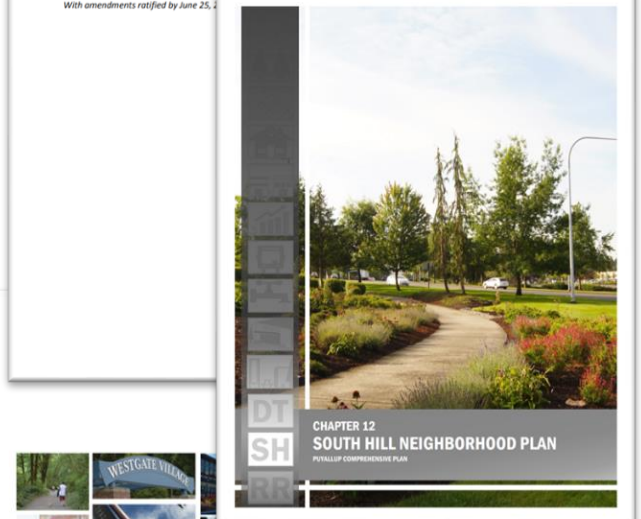 With amendments ratified by June 25, 2
DT
SH
RR
CHAPTER 12
SOUTH HILL NEIGHBORHOOD PLAN
PUYALLUP COMPREHENSIVE PLAN
WESTGATE VILLAGE